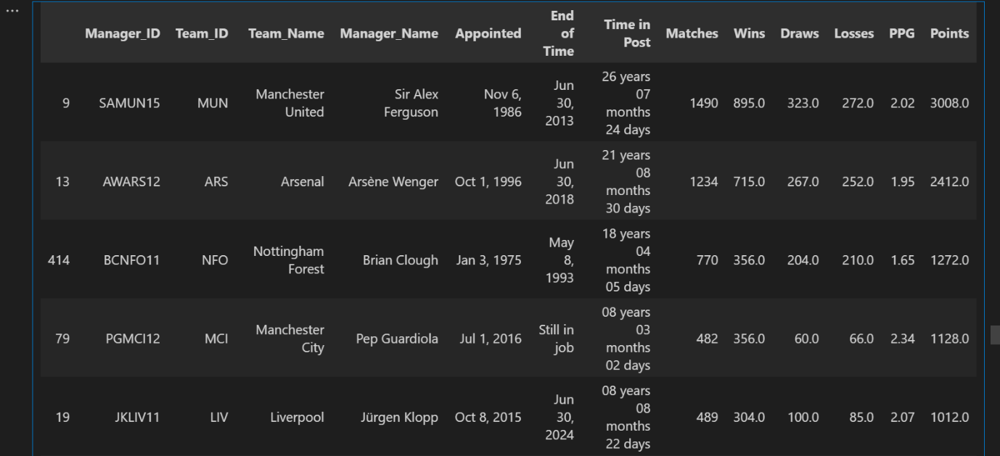 ...
Manager_ID Team_ID Team_Name Manager_Name Appointed End of Time Time in Post Matches Wins Draws Losses PPG Points
9 SAMUN15 MUN Manchester United Sir Alex Ferguson Nov 6, 1986 Jun 30, 2013 26 years 07 months 24 days 1490 895.0 323.0 272.0 2.02 3008.0
13 AWARS12 ARS Arsenal Arsène Wenger Oct 1, 1996 Jun 30, 2018 21 years 08 months 30 days 1234 715.0 267.0 252.0 1.95 2412.0
414 BCNFO11 NFO Nottingham Forest Brian Clough Jan 3, 1975 May 8, 1993 18 years 04 months 05 days 770 356.0 204.0 210.0 1.65 1272.0
79 PGMCI12 MCI Manchester City Pep Guardiola Jul 1, 2016 Still in job 08 years 03 months 02 days 482 356.0 60.0 66.0 2.34 1128.0
19 JKLIV11 LIV Liverpool Jürgen Klopp Oct 8, 2015 Jun 30, 2024 08 years 08 months 22 days 489 304.0 100.0 85.0 2.07 1012.0